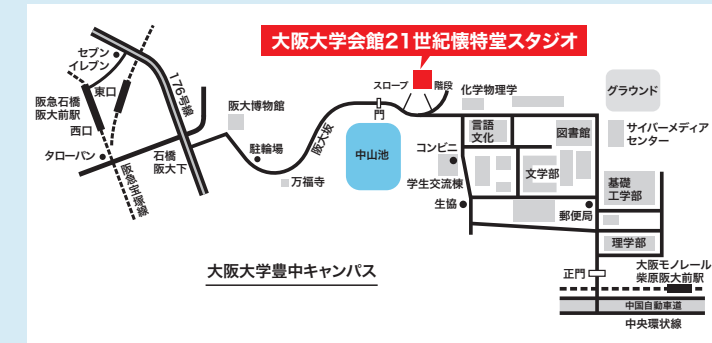 大阪大学会館21世紀懐特堂スタジオ
セブン
イレブン
176号線
東口
阪急石橋
阪大前駅
西口
タローパン
阪急宝塚線
石橋
阪大下
阪大博物館
駐輪場
万福寺
阪大坂
門
中山池
スロープ
階段
化学物理学
グラウンド
言語
文化
図書館
サイバーメディア
センター
コンビニ
学生交流棟
文学部
基礎
工学部
生協
郵便局
理学部
正門
大阪モノレール
柴原阪大前駅
中国自動車道
中央環状線
大阪大学豊中キャンパス